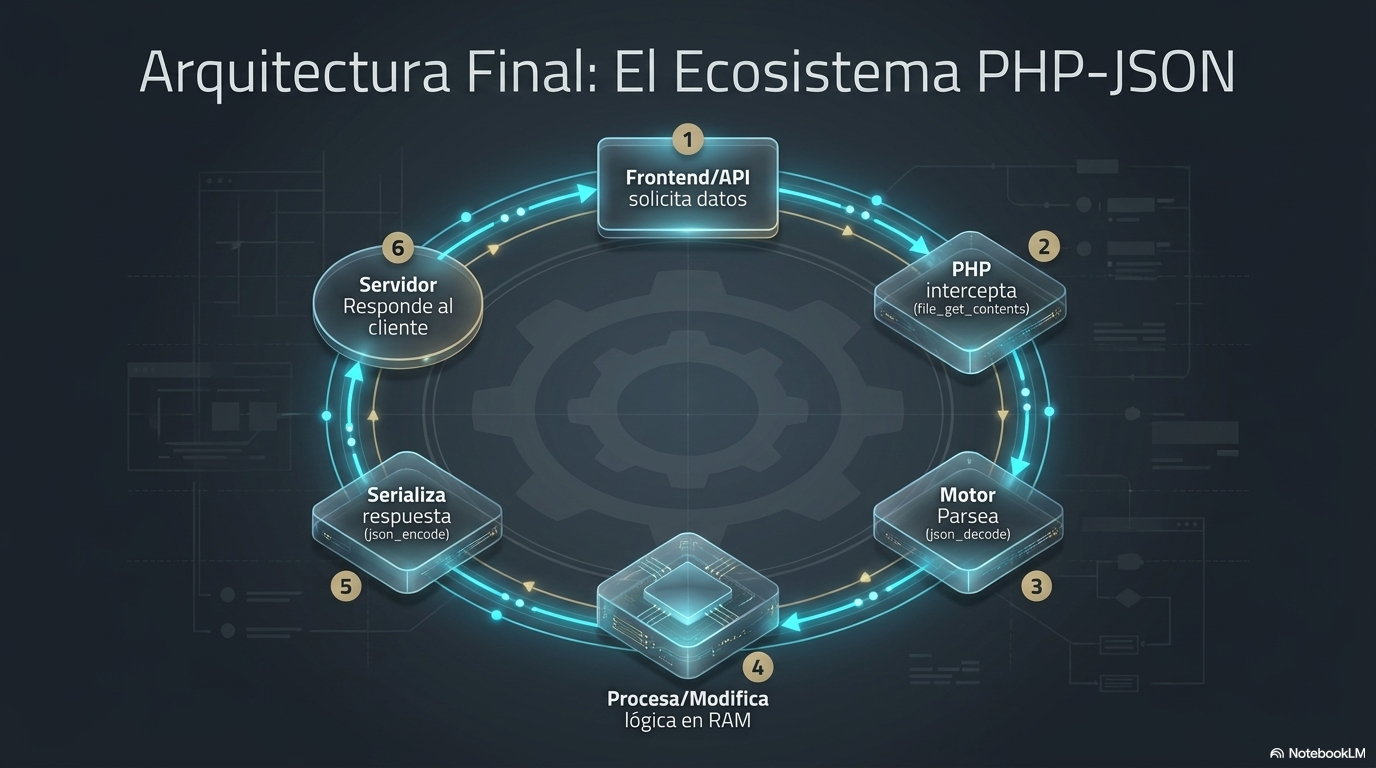 Arquitectura Final: El Ecosistema PHP-JSON
1
Frontend/API
solicita datos
2
PHP
intercepta
(file_get_contents)
3
Motor
Parsea
(json_decode)
4
Procesa/Modifica
lógica en RAM
5
Serializa
respuesta
(json_encode)
6
Servidor
Responde al
cliente
NotebookLM